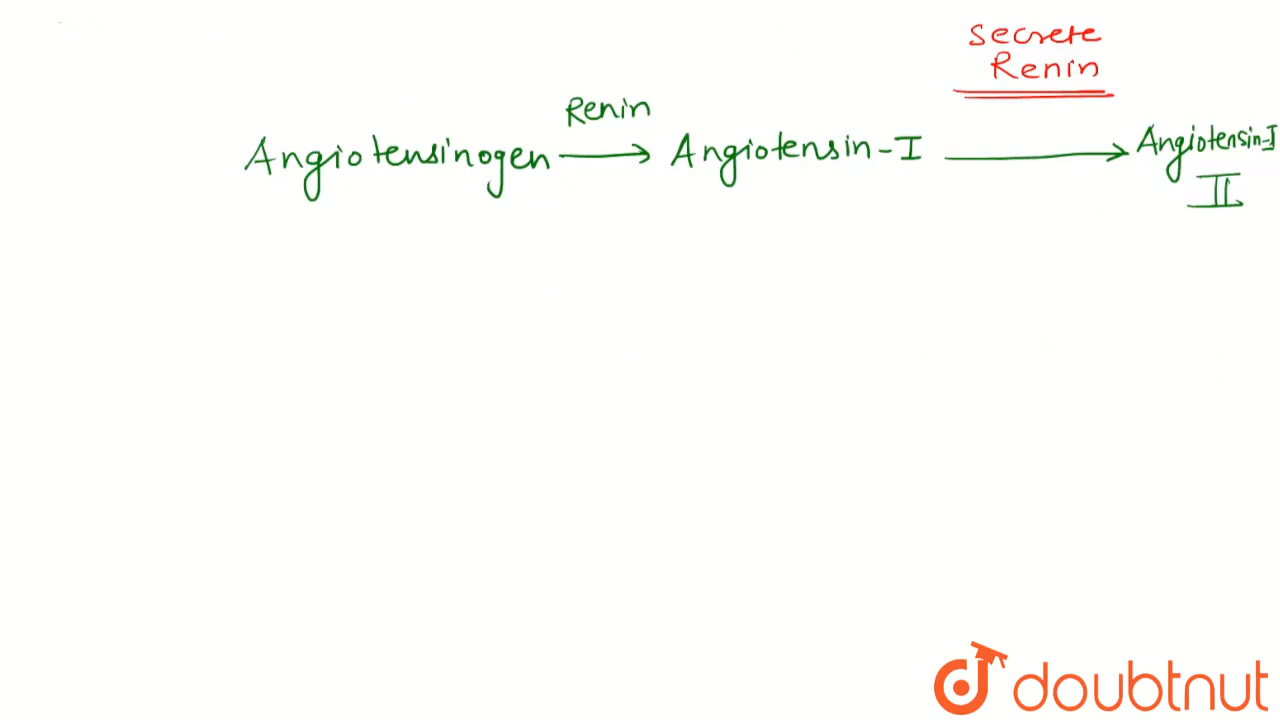 Secrete
Renin
Renin
Angiotensinogen → Angiotensin-I → Angiotensin-I
II
doubtnut